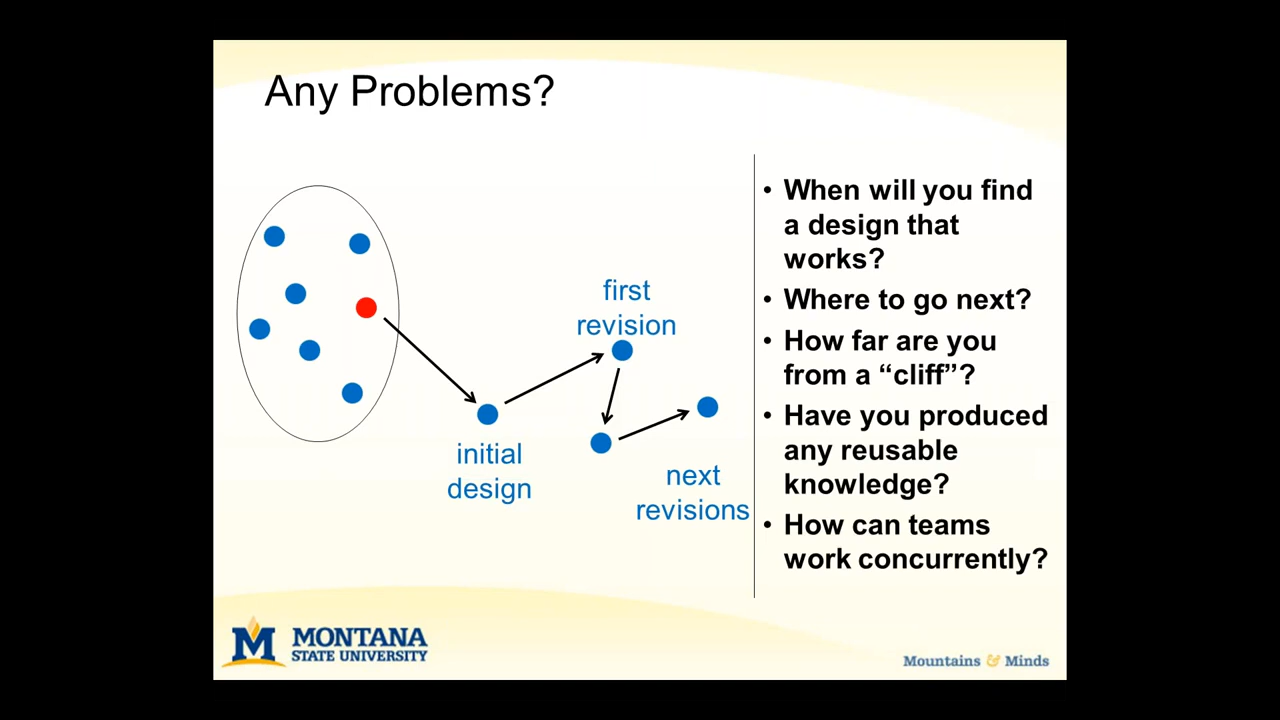 Any Problems?
first
revision
initial
design
next
revisions
• When will you find
a design that
works?
• Where to go next?
• How far are you
from a “cliff”?
• Have you produced
any reusable
knowledge?
• How can teams
work concurrently?
M MONTANA
STATE UNIVERSITY
Mountains & Minds